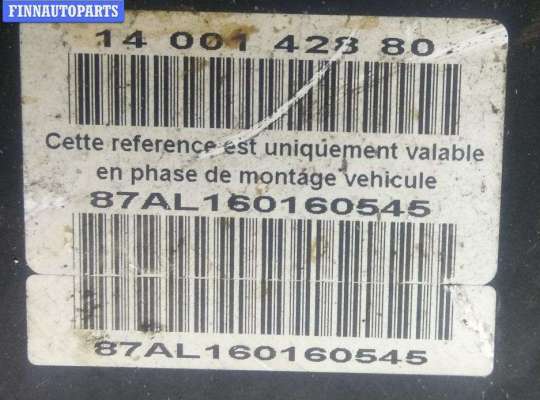 FINNAUTOPARTS
14 001 428 80
Cette reference est uniquement valable
en phase de montage vehicule
87AL160160545
87AL160160545